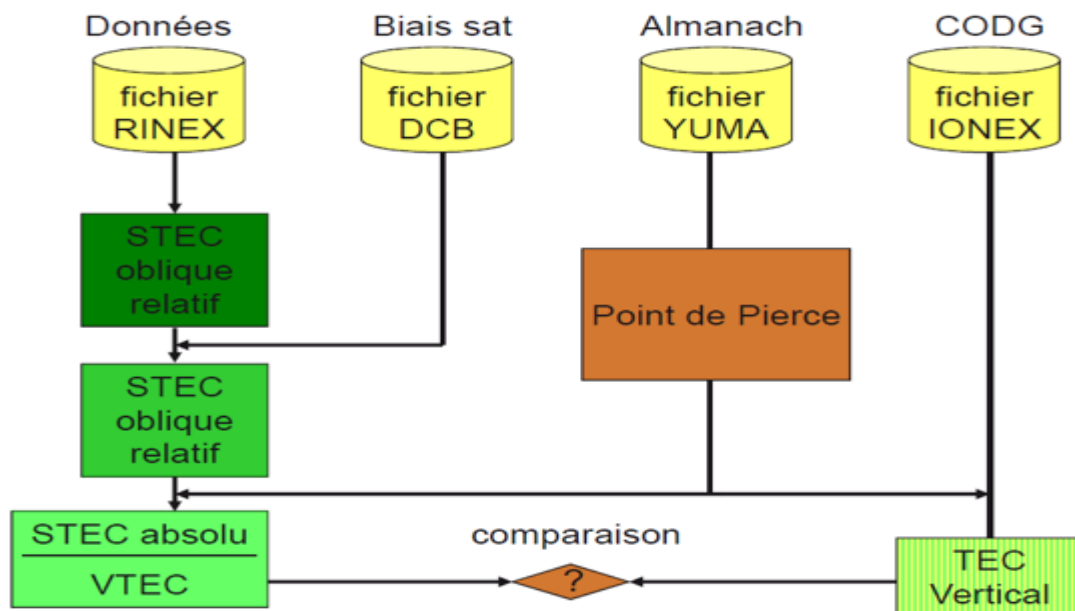 Données
Biais sat
Almanach
CODG
fichier
RINEX
fichier
DCB
fichier
YUMA
fichier
IONEX
STEC
oblique
relatif
Point de Pierce
STEC
oblique
relatif
STEC absolu
VTEC
comparaison
?
TEC
Vertical